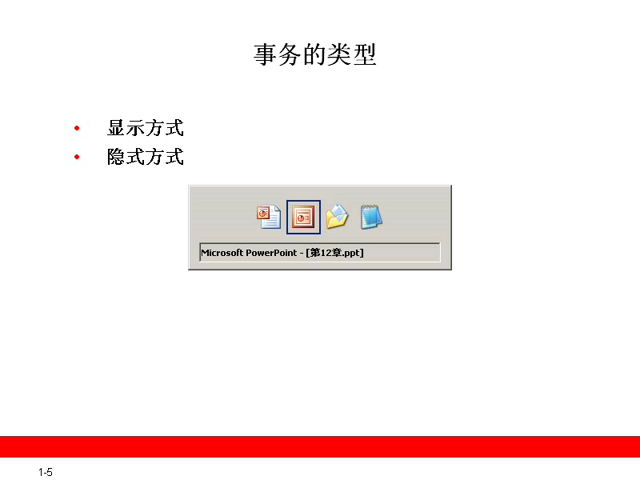 事务的类型
• 显示方式
• 隐式方式
Microsoft PowerPoint - [第12章.ppt]
1-5